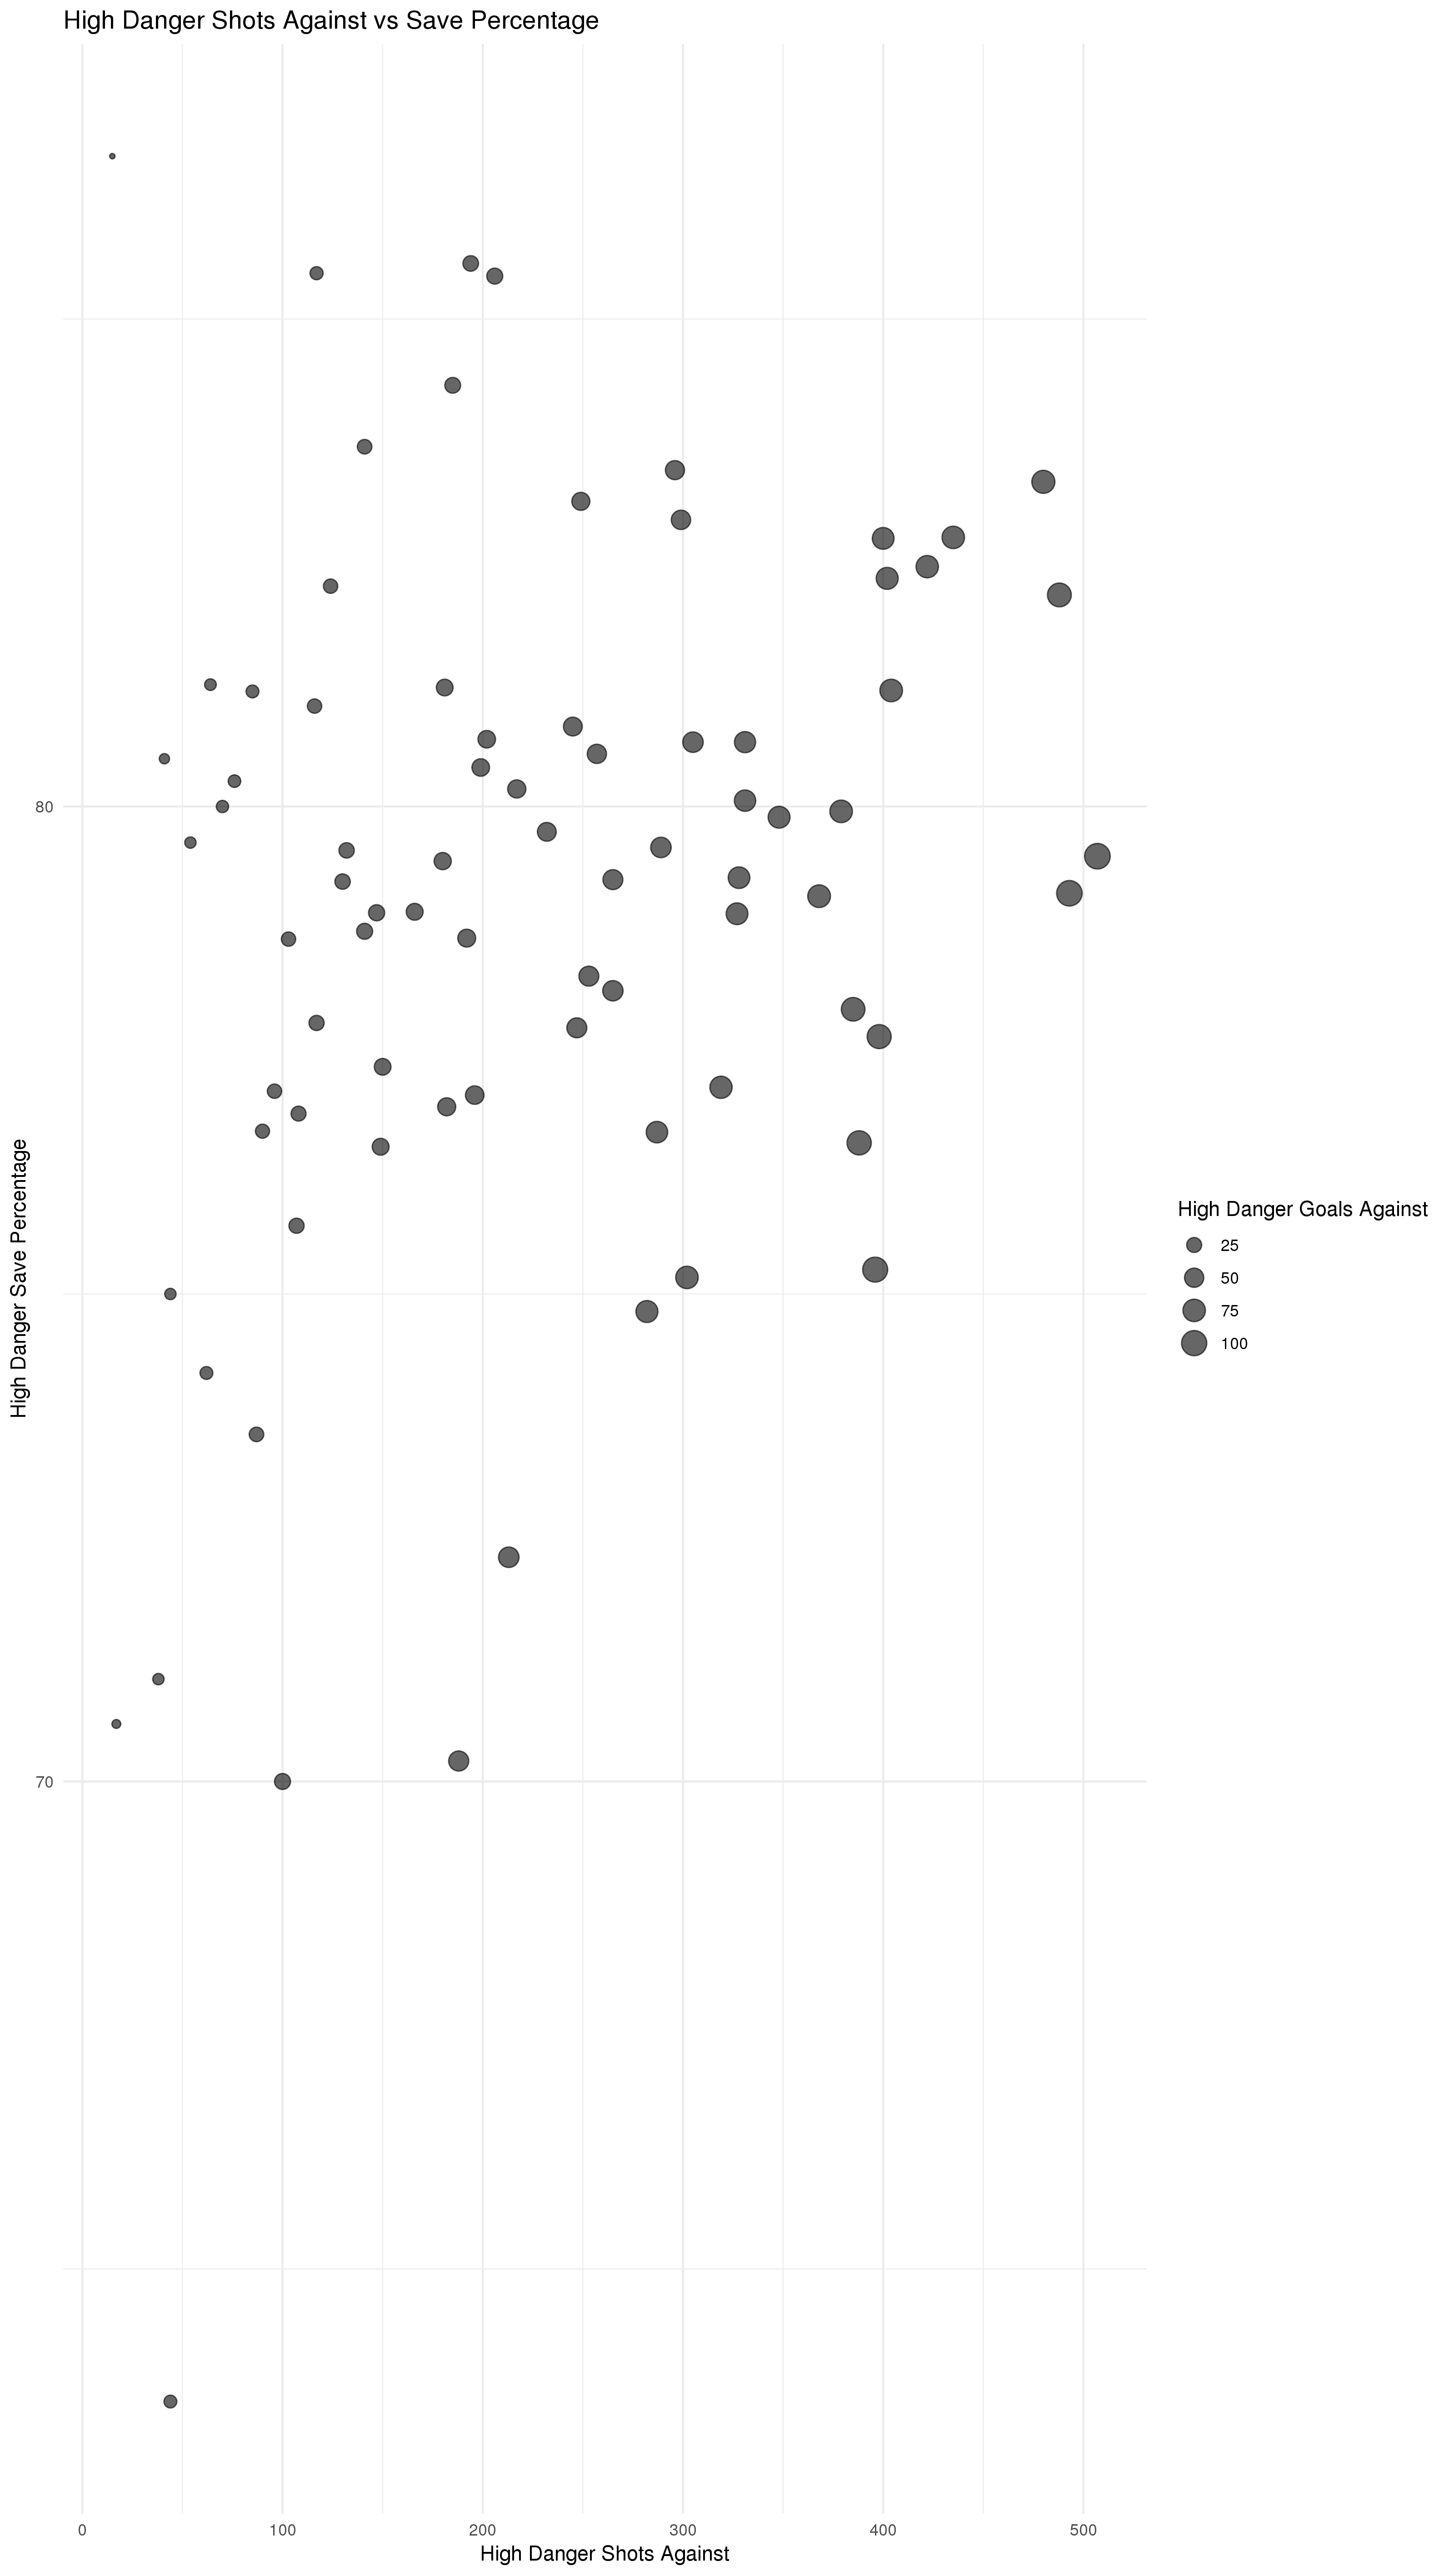 High Danger Shots Against vs Save Percentage
80
70
High Danger Save Percentage
0 100 200 300 400 500
High Danger Shots Against
High Danger Goals Against
25
50
75
100